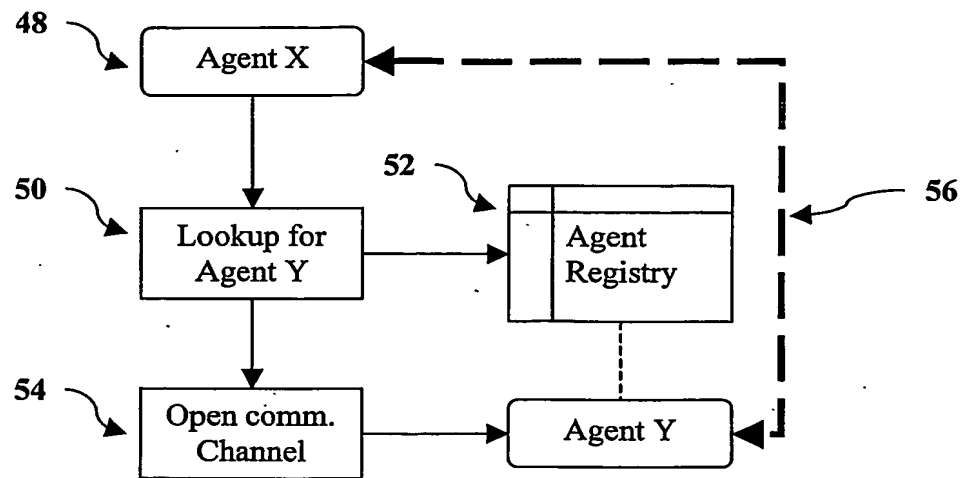 48
Agent X
50
Lookup for
Agent Y
52
Agent
Registry
56
54
Open comm.
Channel
Agent Y